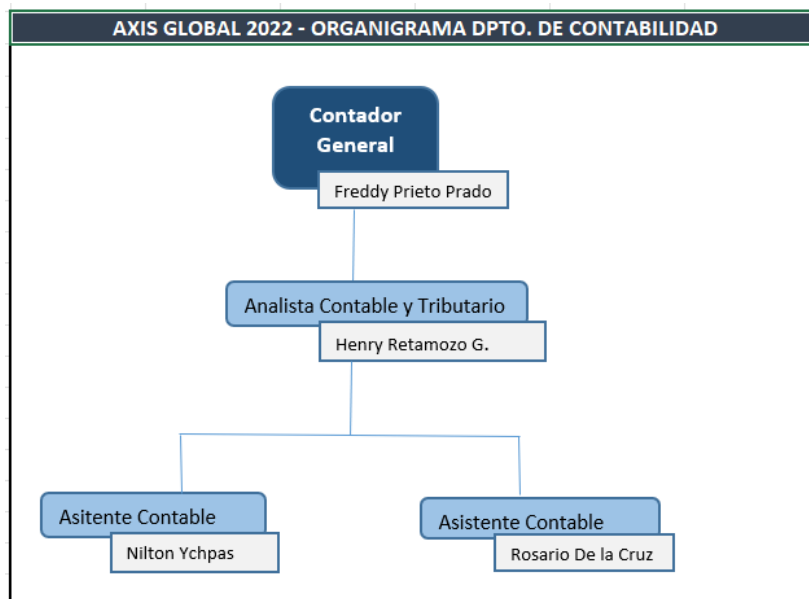 AXIS GLOBAL 2022 - ORGANIGRAMA DPTO. DE CONTABILIDAD
Contador
General
Freddy Prieto Prado
Analista Contable y Tributario
Henry Retamozo G.
Asitente Contable
Nilton Ychpas
Asistente Contable
Rosario De la Cruz